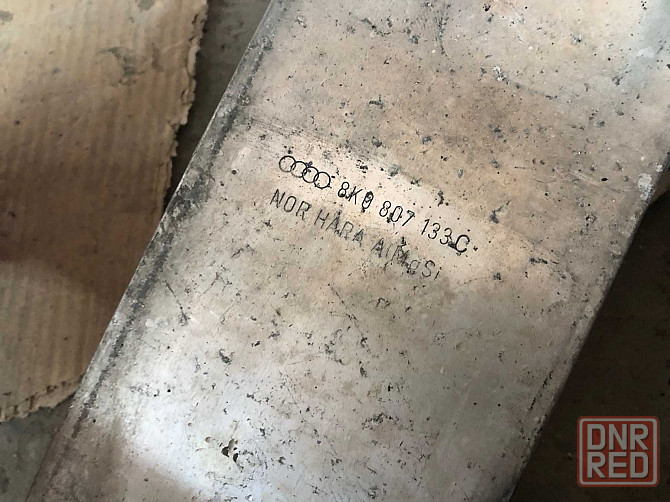 8K0 807 133C
NOR HARA AlMgSi
DNR
RED